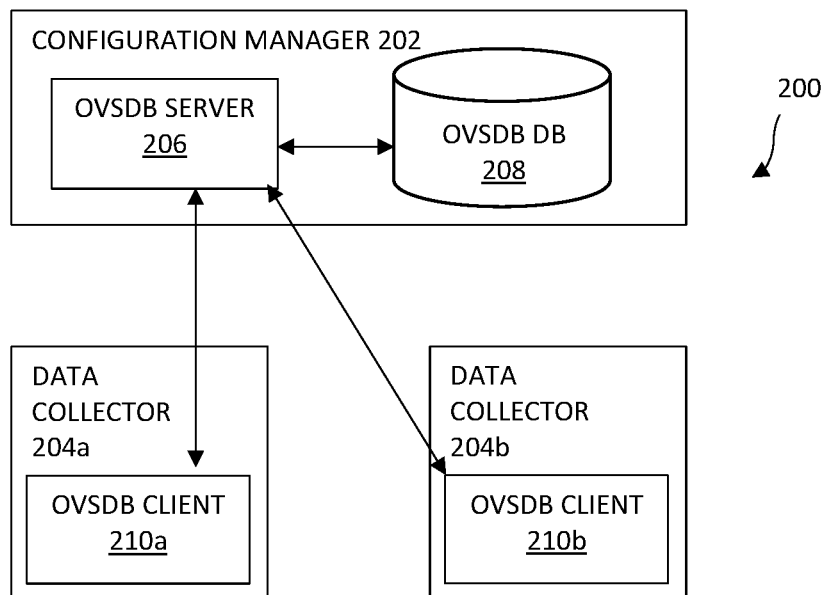 CONFIGURATION MANAGER 202
OVSDB SERVER
206
OVSDB DB
208
200
DATA
COLLECTOR
204a
OVSDB CLIENT
210a
DATA
COLLECTOR
204b
OVSDB CLIENT
210b